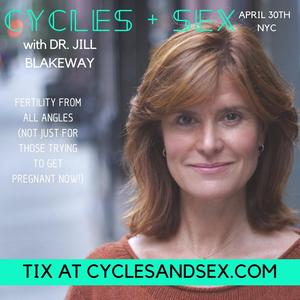 CYCLES + SEX
APRIL 30TH
NYC
with DR. JILL
BLAKEWAY
FERTILITY FROM
ALL ANGLES
(NOT JUST FOR
THOSE TRYING
TO GET
PREGNANT NOW!)
TIX AT CYCLESANDSEX.COM